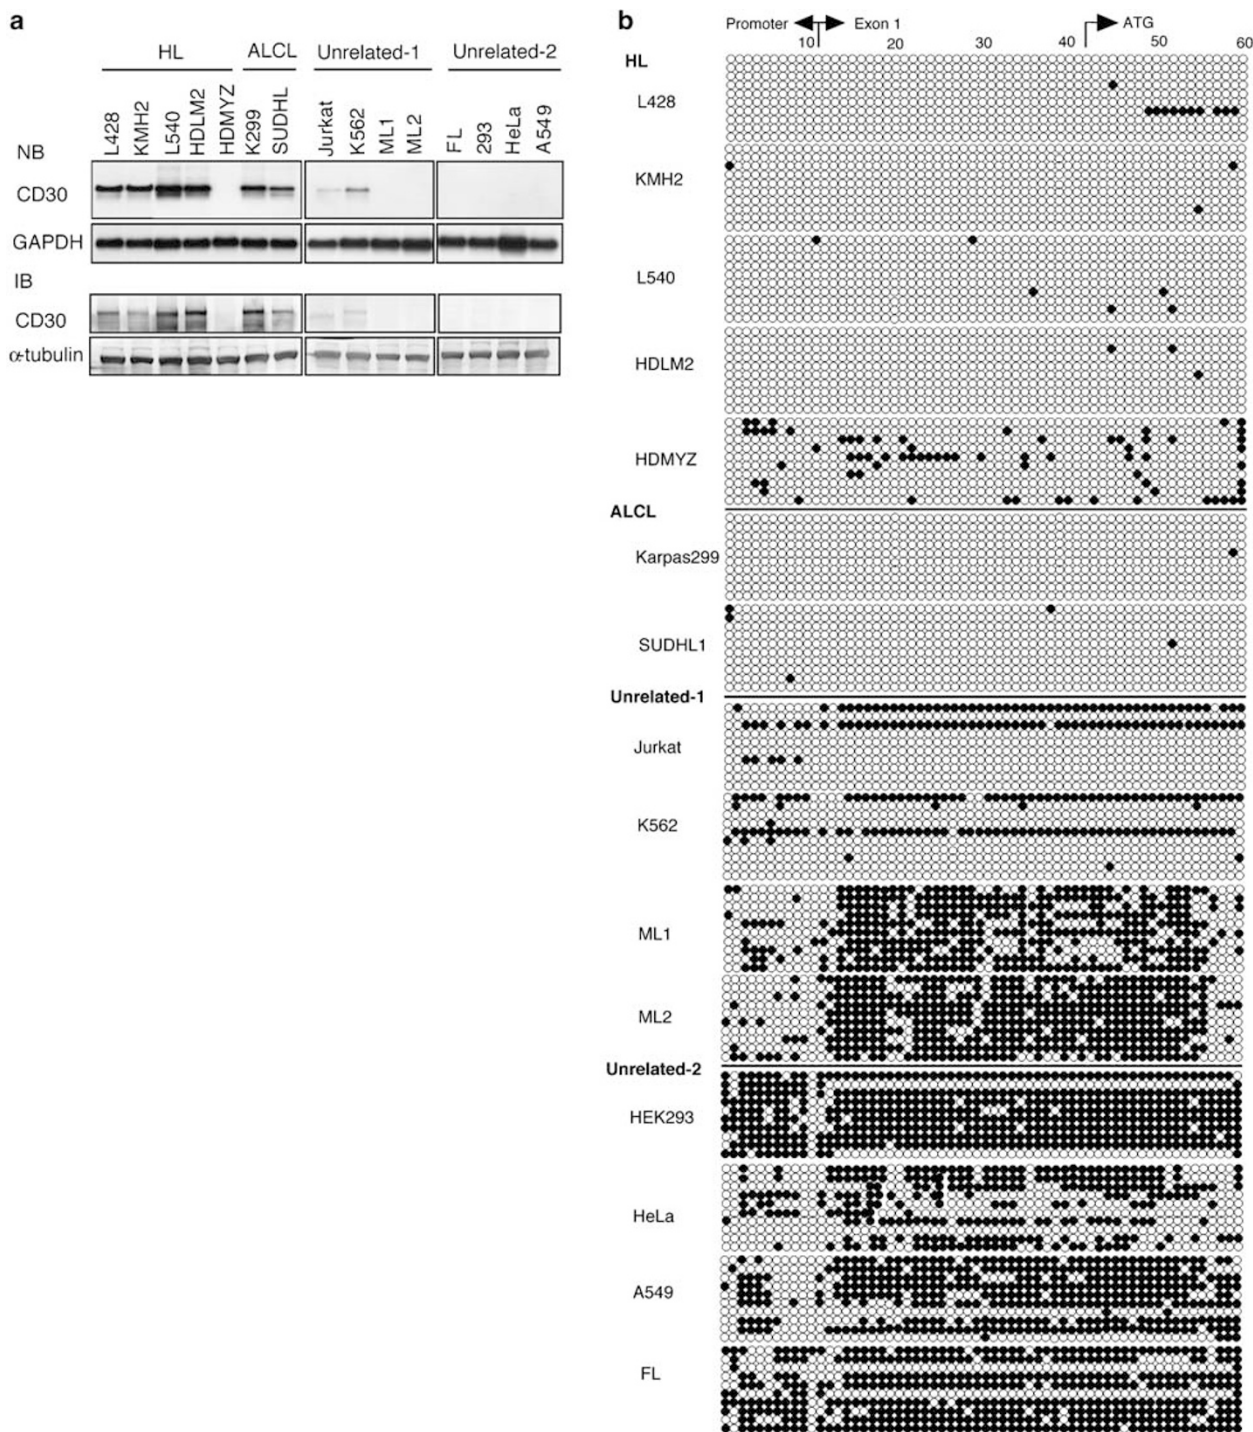 a
HL
ALCL
Unrelated-1
Unrelated-2
L428
KMH2
L540
HDLM2
HDMYZ
K299
SUDHL
Jurkat
K562
ML1
ML2
FL
293
HeLa
A549
NB
CD30
GAPDH
IB
CD30
α-tubulin
b
Promoter
Exon 1
ATG
10 20 30 40 50 60
HL
L428
KMH2
L540
HDLM2
HDMYZ
ALCL
Karpas299
SUDHL1
Unrelated-1
Jurkat
K562
ML1
ML2
Unrelated-2
HEK293
HeLa
A549
FL